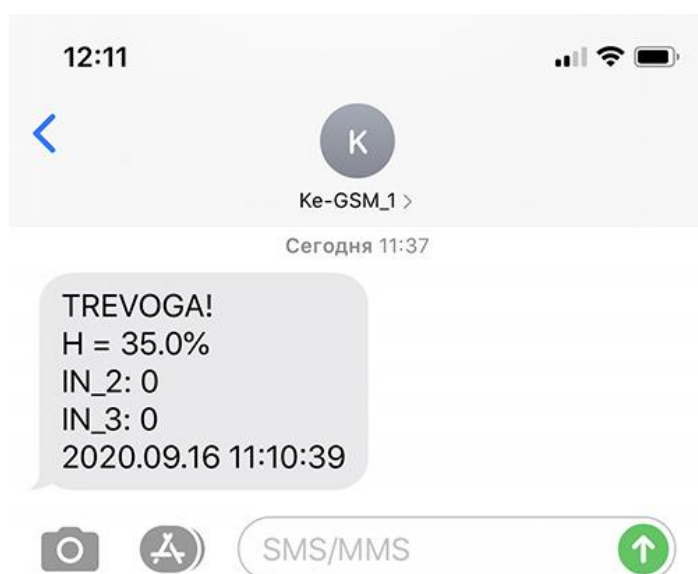 12:11
K
Ke-GSM_1 >
Сегодня 11:37
TREVOGA!
H = 35.0%
IN_2: 0
IN_3: 0
2020.09.16 11:10:39
SMS/MMS